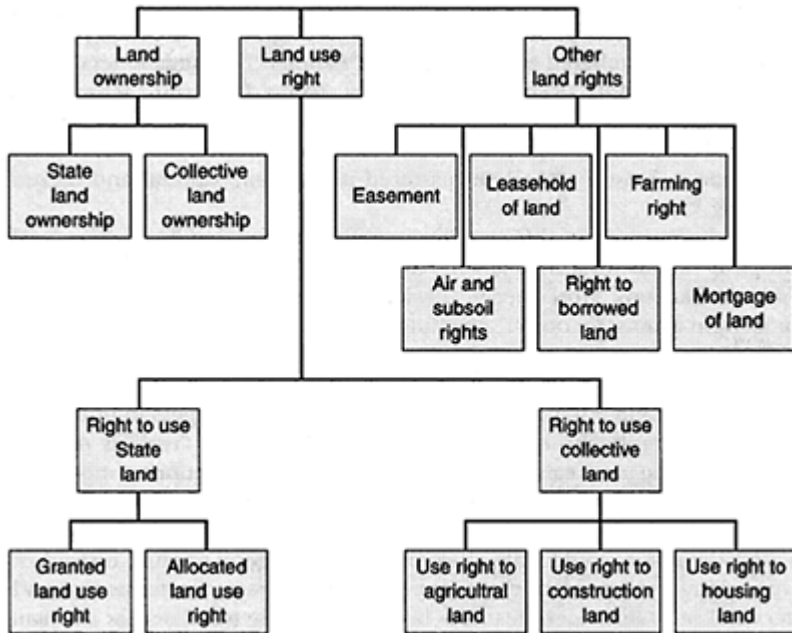 Land
ownership
Land use
right
Other
land rights
State
land
ownership
Collective
land
ownership
Easement
Leasehold
of land
Farming
right
Air and
subsoil
rights
Right to
borrowed
land
Mortgage
of land
Right to use
State
land
Right to use
collective
land
Granted
land use
right
Allocated
land use
right
Use right to
agricltral
land
Use right to
construction
land
Use right to
housing
land